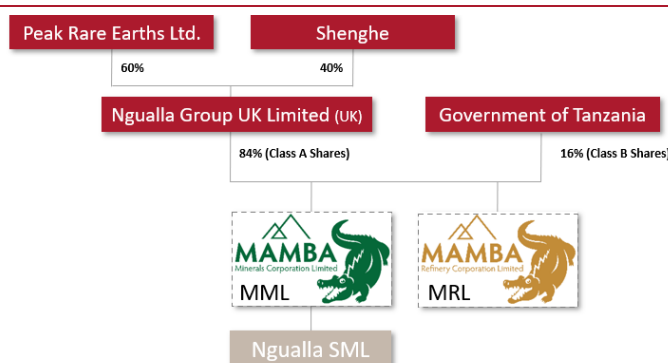 Peak Rare Earths Ltd.
Shenghe
60%
40%
Ngualla Group UK Limited (UK)
Government of Tanzania
84% (Class A Shares)
16% (Class B Shares)
MAMBA
Minerals Corporation Limited
MML
MAMBA
Refinery Corporation Limited
MRL
Ngualla SML